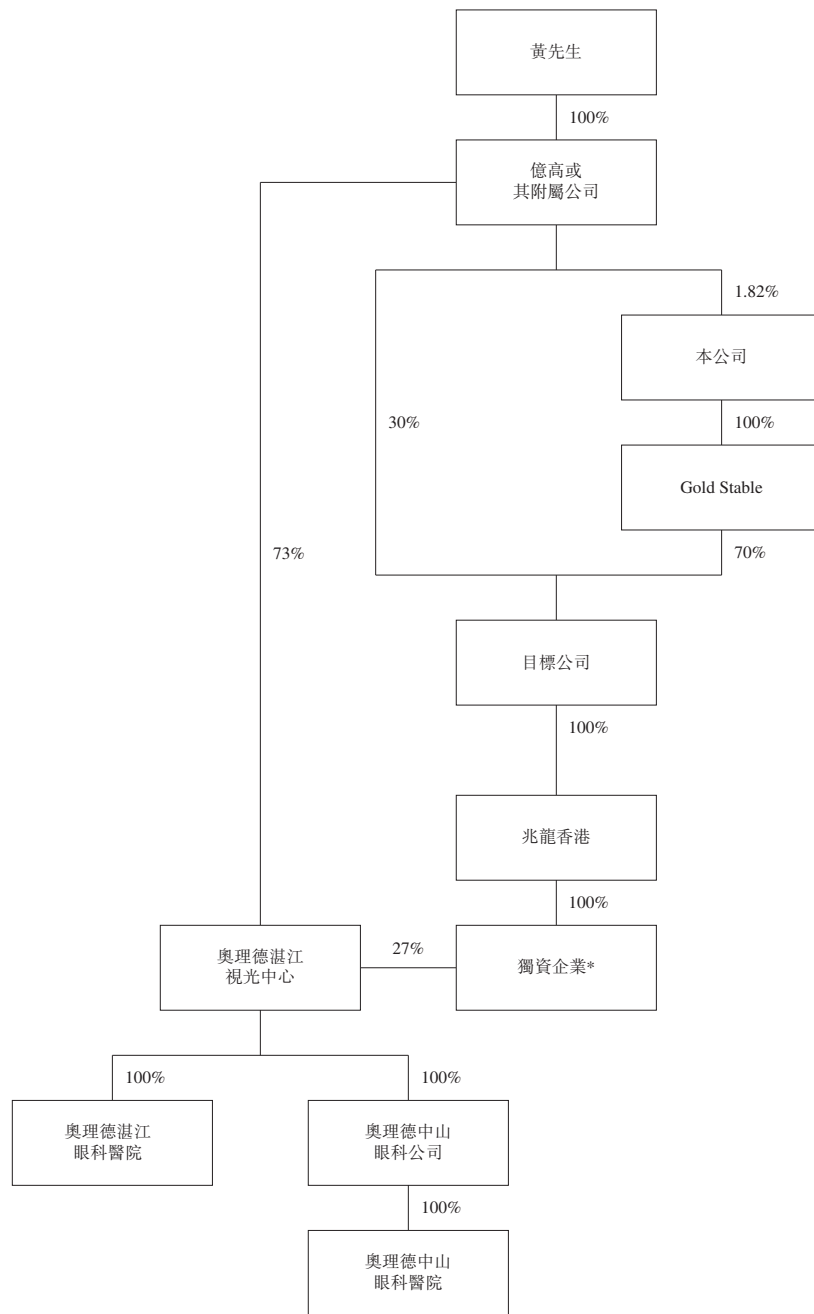 黃先生
100%
億高或
其附屬公司
1.82%
本公司
30%
100%
Gold Stable
73%
70%
目標公司
100%
兆龍香港
100%
奧理德湛江
視光中心
27%
獨資企業*
100%
100%
奧理德湛江
眼科醫院
奧理德中山
眼科公司
100%
奧理德中山
眼科醫院